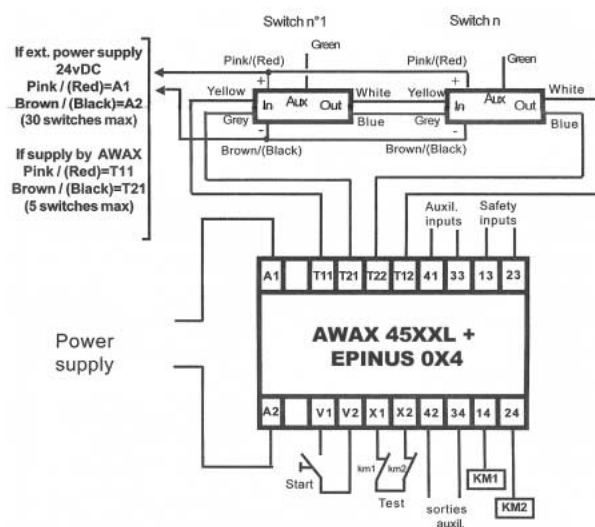 Switch n°1
Switch n
If ext. power supply
24vDC
Pink/(Red)=A1
Brown / (Black)=A2
(30 switches max)
If supply by AWAX
Pink / (Red)=T11
Brown / (Black)=T21
(5 switches max)
Pink/(Red)
Green
Pink/(Red)
Green
+
+
Yellow
White
Yellow
White
In
Aux
Out
In
Aux
Out
Grey
Blue
Grey
Blue
-
-
Brown/(Black)
Brown/(Black)
Auxil.
inputs
Safety
inputs
A1
T11
T21
T22
T12
41
33
13
23
Power
supply
AWAX 45XXL +
EPINUS 0X4
A2
V1
V2
X1
X2
42
34
14
24
Start
km1
km2
Test
sorties
auxil.
KM1
KM2